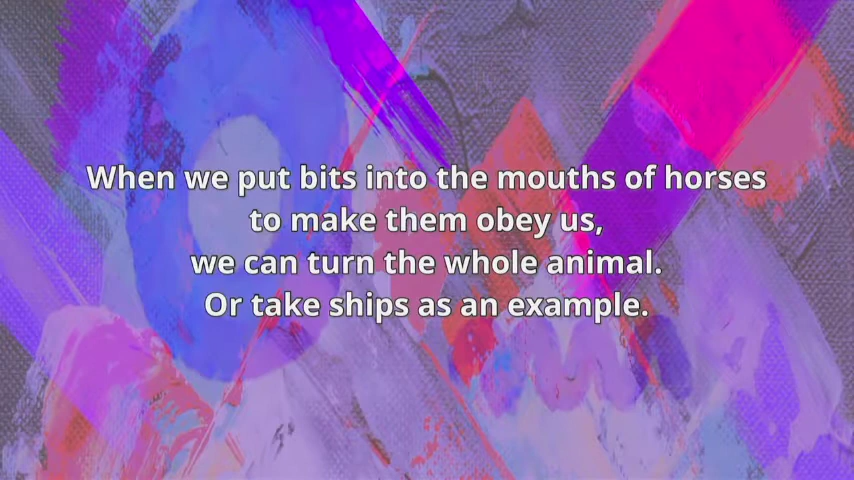 When we put bits into the mouths of horses
to make them obey us,
we can turn the whole animal.
Or take ships as an example.